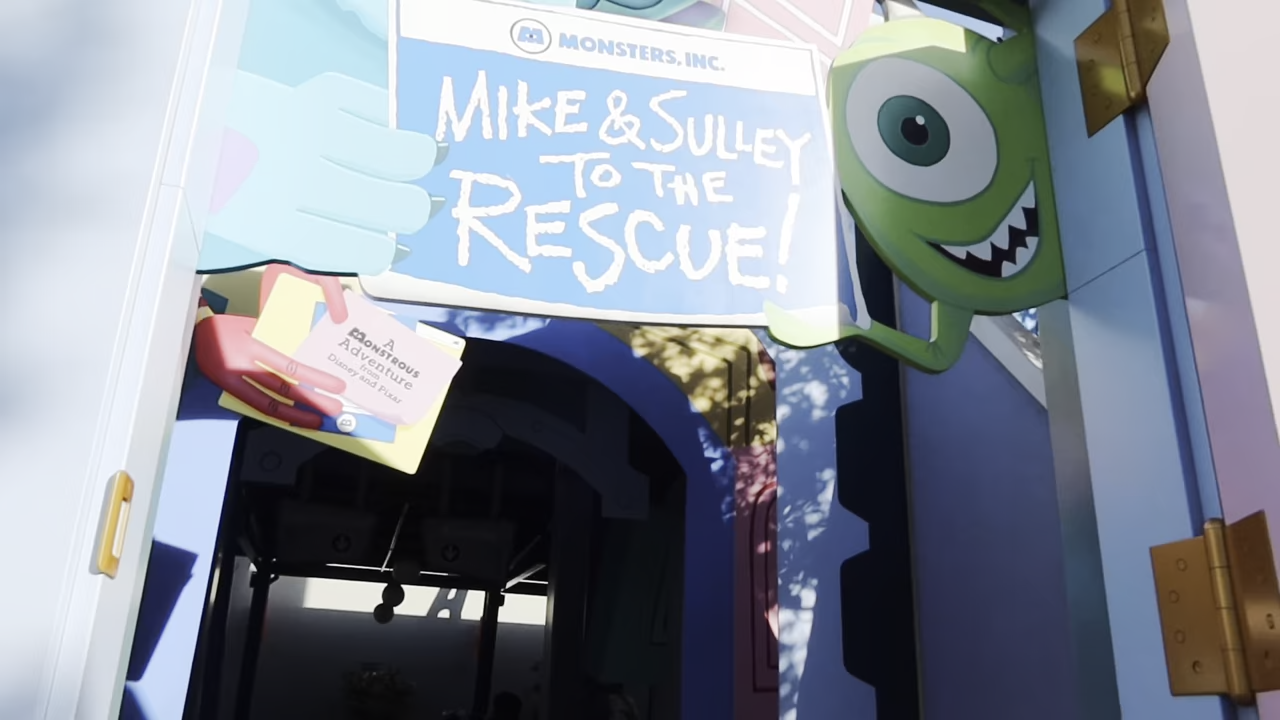 MONSTERS, INC.
MIKE & SULLEY
TO THE
RESCUE!
A
MONSTROUS
Adventure
from
Disney and Pixar